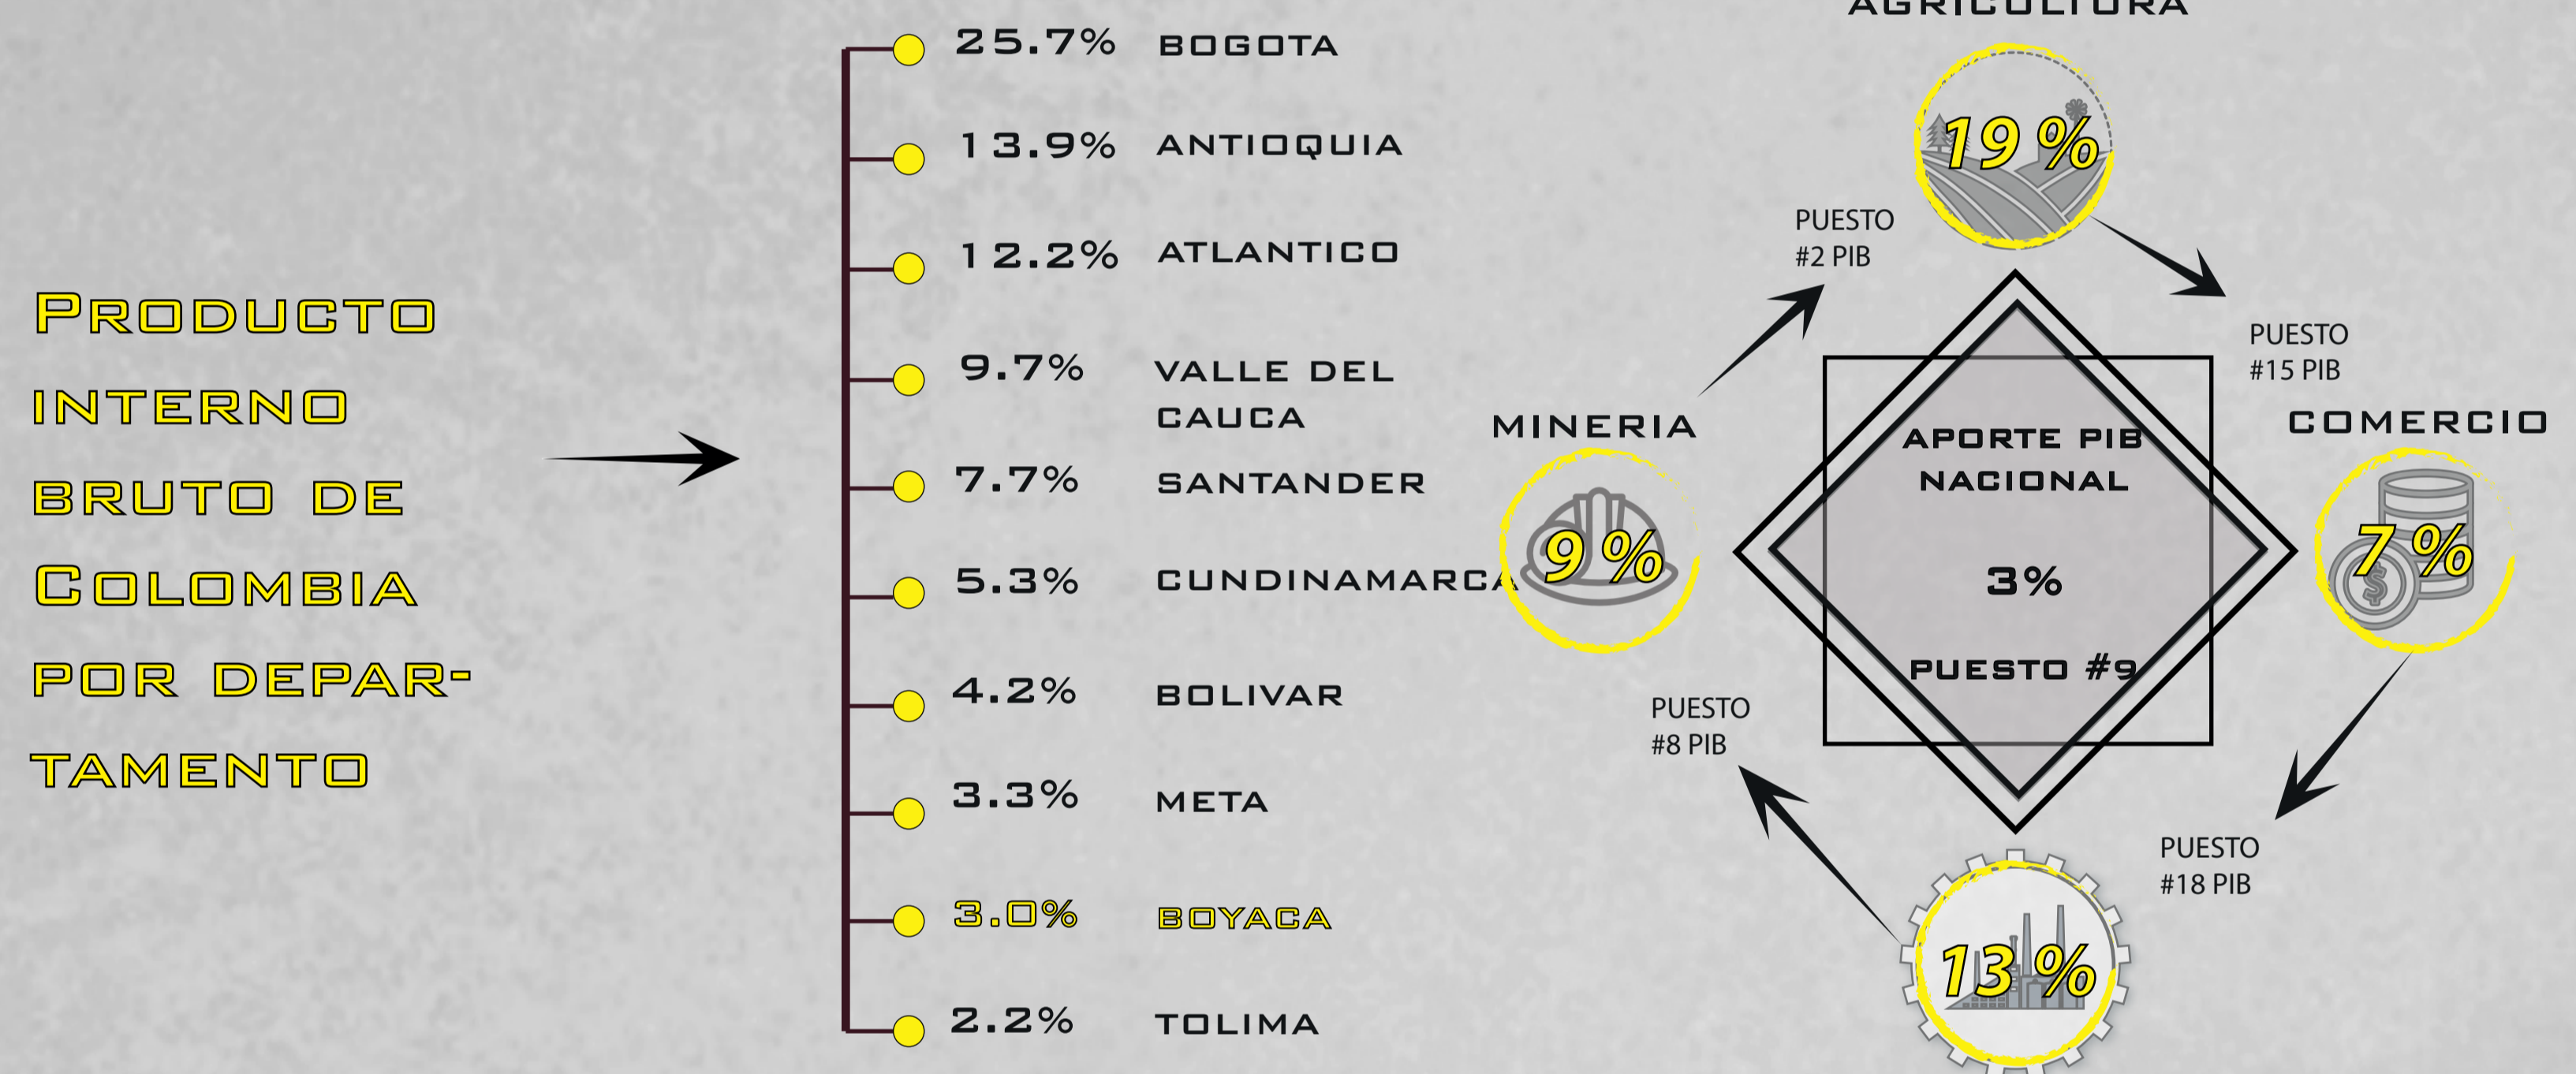 Producto
interno
bruto de
Colombia
por depar-
tamento
25.7% BOGOTA
13.9% ANTIOQUIA
12.2% ATLANTICO
9.7% VALLE DEL
CAUCA
7.7% SANTANDER
5.3% CUNDINAMARCA
4.2% BOLIVAR
3.3% META
3.0% BOYACA
2.2% TOLIMA
AGRICULTURA
19 %
PUESTO
#2 PIB
PUESTO
#15 PIB
MINERIA
9 %
APORTE PIB
NACIONAL
3%
PUESTO #9
COMERCIO
7 %
$
PUESTO
#8 PIB
PUESTO
#18 PIB
13 %